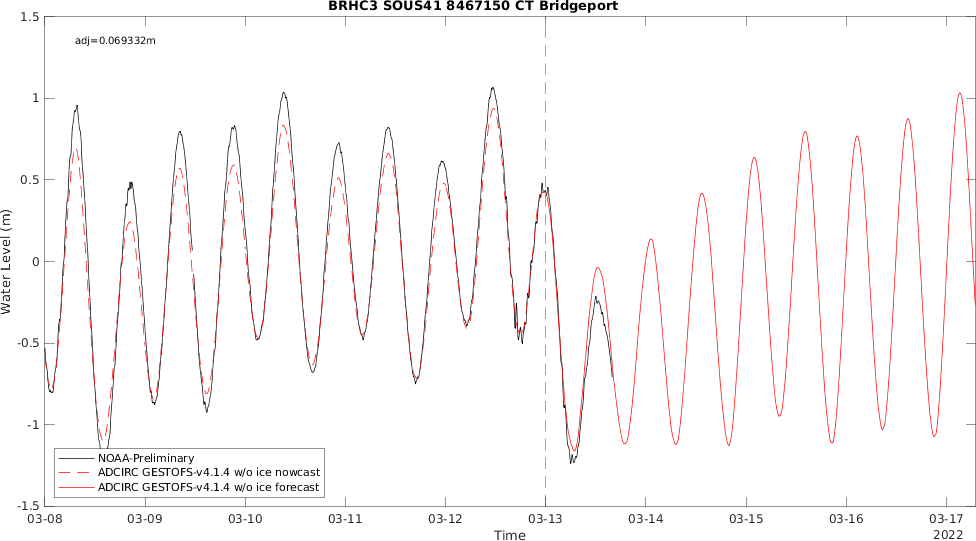 BRHC3 SOUS41 8467150 CT Bridgeport
adj=0.069332m
1.5
1
0.5
0
-0.5
-1
-1.5
Water Level (m)
NOAA-Preliminary
ADCIRC GESTOFS-v4.1.4 w/o ice nowcast
ADCIRC GESTOFS-v4.1.4 w/o ice forecast
03-08 03-09 03-10 03-11 03-12 03-13 03-14 03-15 03-16 03-17
Time
2022